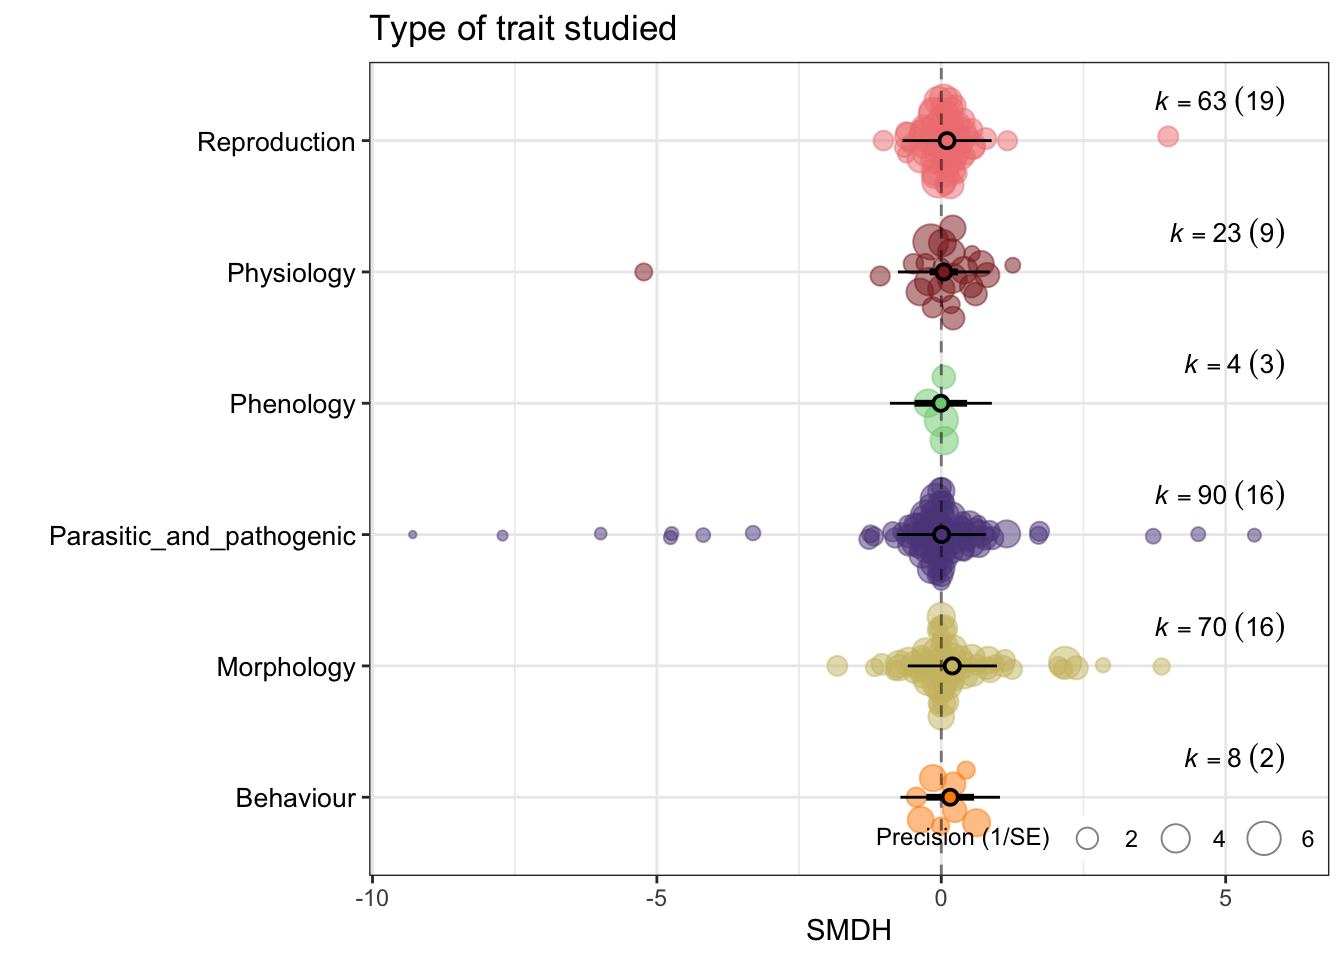 Type of trait studied
k = 63 (19)
Reproduction
k = 23 (9)
Physiology
k = 4 (3)
Phenology
k = 90 (16)
Parasitic_and_pathogenic
k = 70 (16)
Morphology
k = 8 (2)
Behaviour
Precision (1/SE) 2 4 6
-10 -5 0 5
SMDH